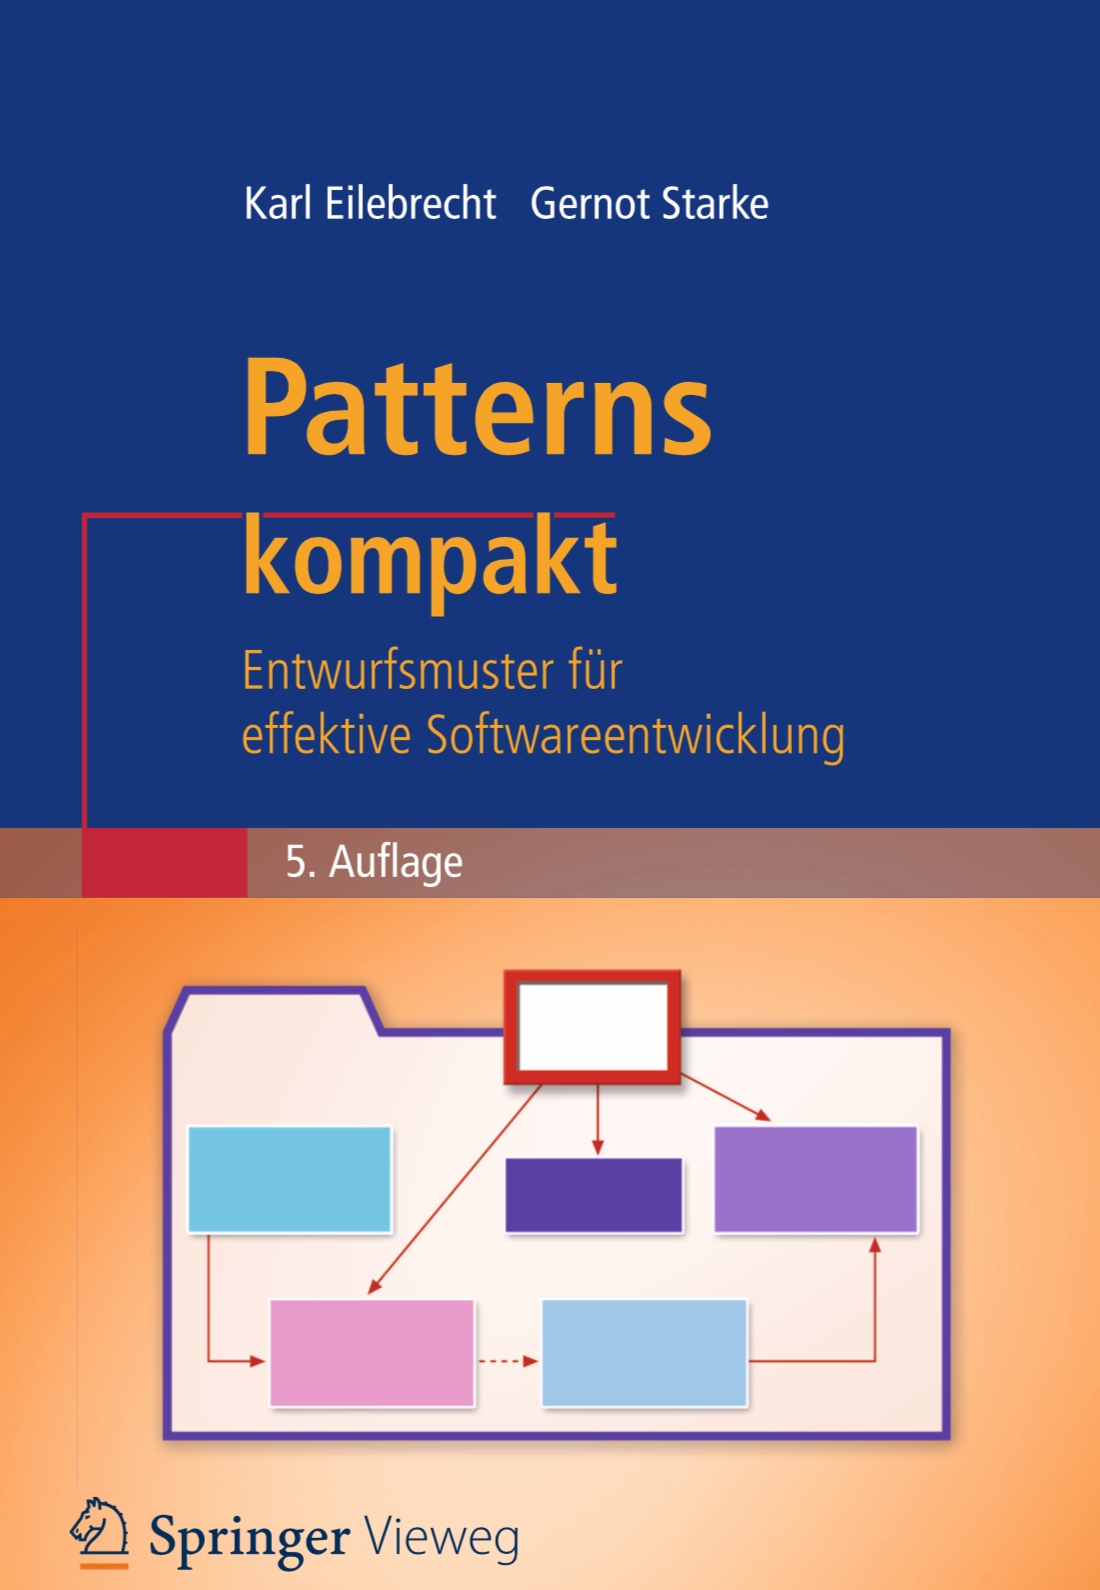 Karl Eilebrecht Gernot Starke
Patterns
kompakt
Entwurfsmuster für
effektive Softwareentwicklung
5. Auflage
Springer Vieweg